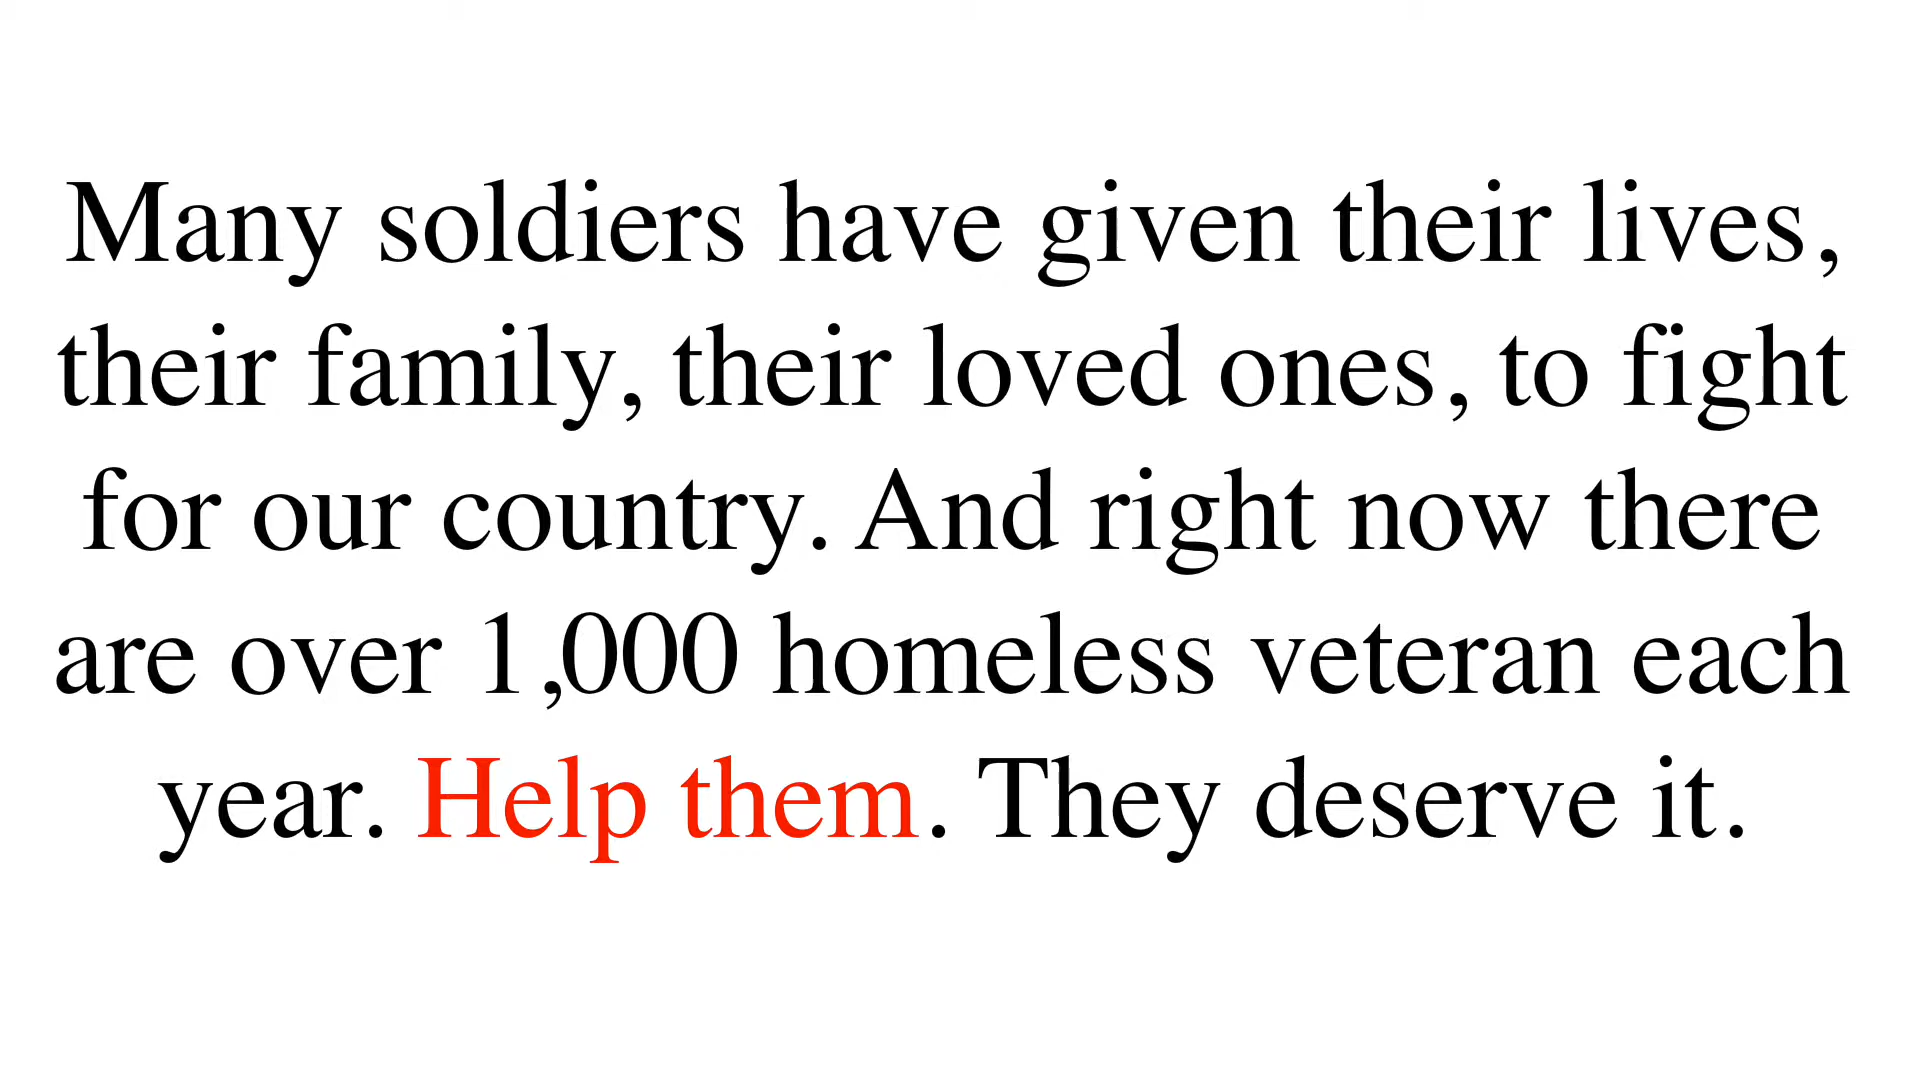 Many soldiers have given their lives,
their family, their loved ones, to fight
for our country. And right now there
are over 1,000 homeless veteran each
year. Help them. They deserve it.